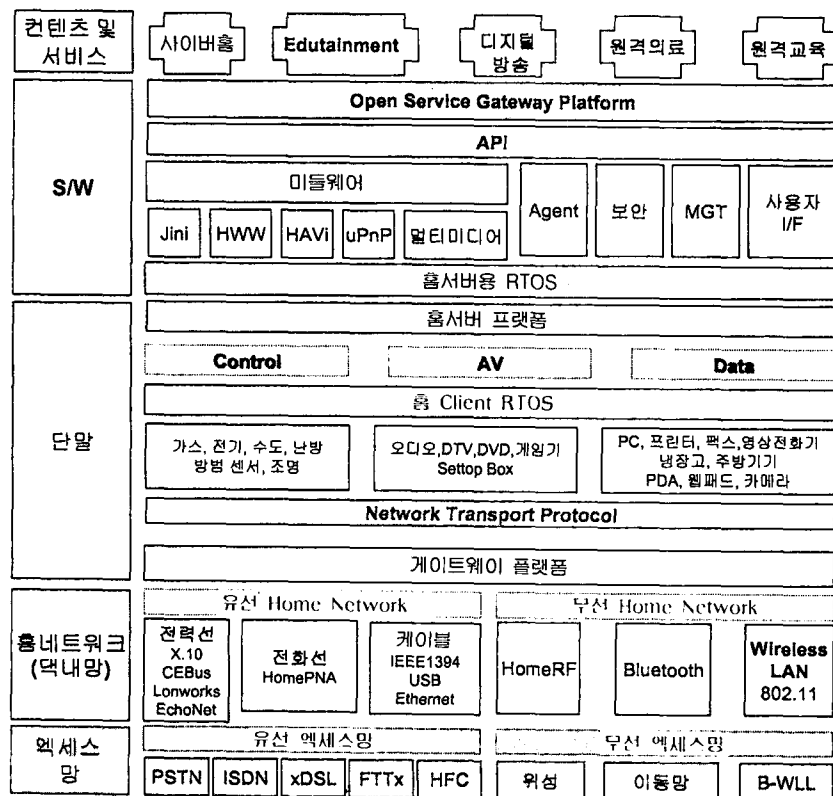 컨텐츠 및
서비스
사이버홈
Edutainment
디지털
방송
원격의료
원격교육
S/W
Open Service Gateway Platform
API
미들웨어
Jini
HWW
HAVi
uPnP
멀티미디어
Agent
보안
MGT
사용자
I/F
홈서버용 RTOS
단말
홈서버 프랫폼
Control
AV
Data
홈 Client RTOS
가스, 전기, 수도, 난방
방범 센서, 조명
오디오,DTV,DVD,게임기
Settop Box
PC, 프린터, 팩스,영상전화기
냉장고, 주방기기
PDA, 웹패드, 카메라
Network Transport Protocol
게이트웨이 플랫폼
홈네트워크
(댁내망)
유선 Home Network
무선 Home Network
전력선
X.10
CEBus
Lonworks
EchoNet
전화선
HomePNA
케이블
IEEE1394
USB
Ethernet
HomeRF
Bluetooth
Wireless
LAN
802.11
엑세스
망
유선 엑세스망
무선 엑세스망
PSTN
ISDN
xDSL
FTTx
HFC
위성
이동망
B-WLL